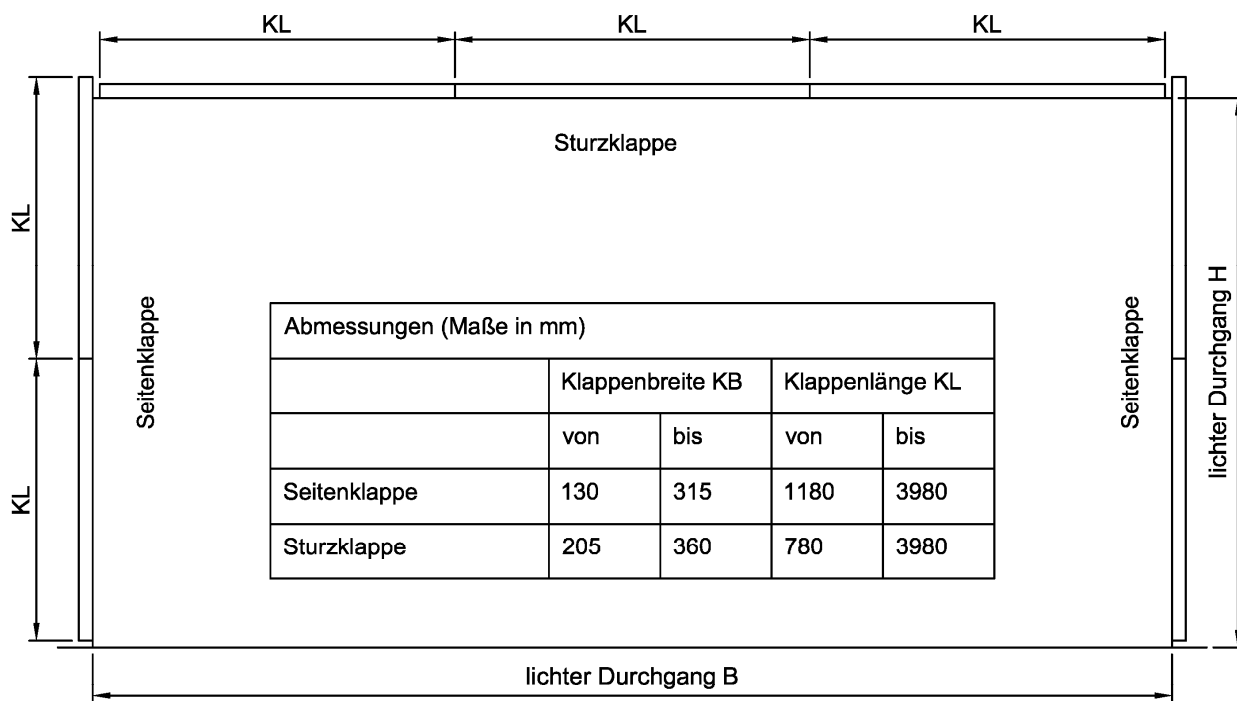 KL KL KL
Sturzklappe
KL
KL
Seitenklappe
Seitenklappe
lichter Durchgang H
Abmessungen (Maße in mm)
Klappenbreite KB Klappenlänge KL
von bis von bis
Seitenklappe 130 315 1180 3980
Sturzklappe 205 360 780 3980
lichter Durchgang B